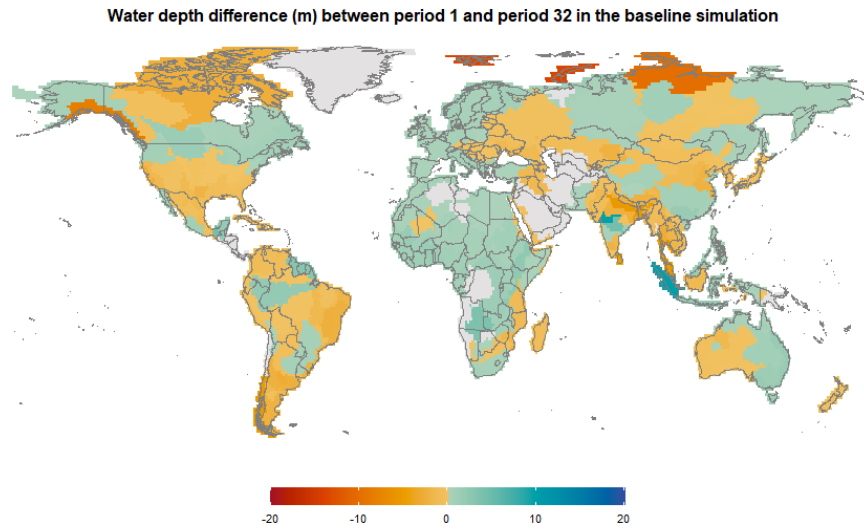 Water depth difference (m) between period 1 and period 32 in the baseline simulation
-20 -10 0 10 20